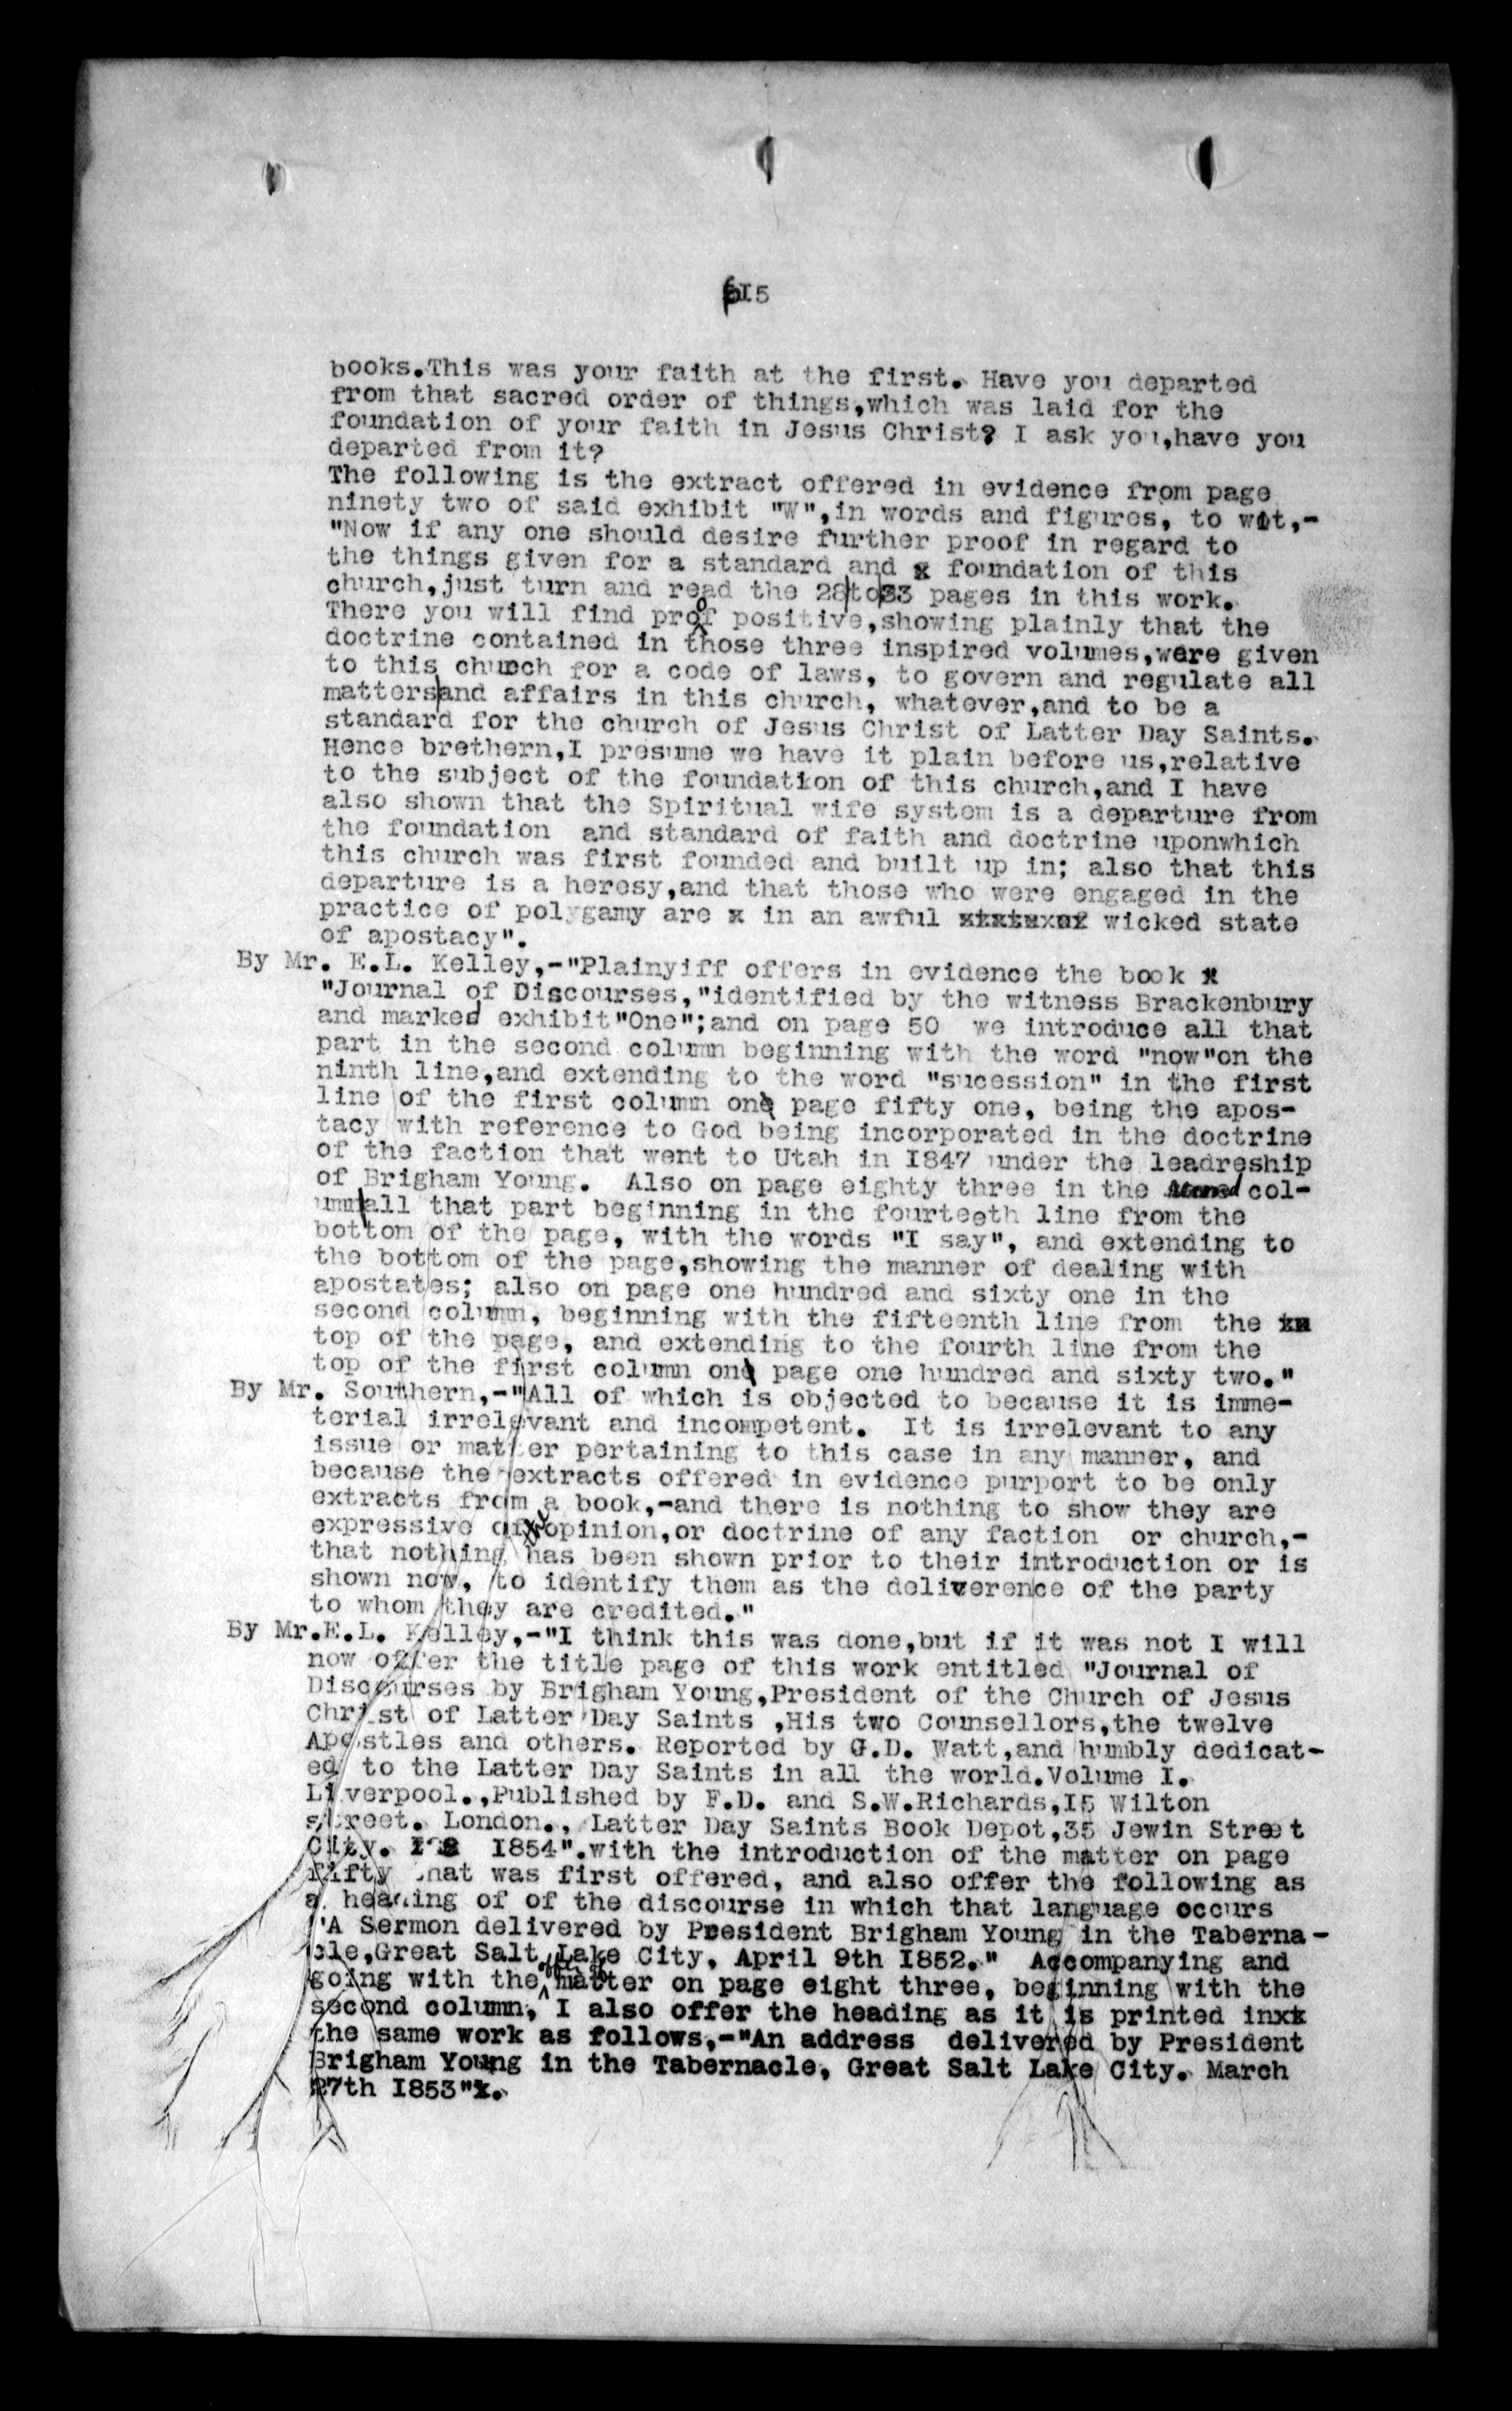 615
books.This was your faith at the first. Have you departed
from that sacred order of things,which was laid for the
foundation of your faith in Jesus Christ? I ask you,have you
departed from it?
The following is the extract offered in evidence from page
ninety two of said exhibit "W",in words and figures, to wit,-
"Now if any one should desire further proof in regard to
the things given for a standard and x foundation of this
church,just turn and read the 28 to 33 pages in this work.
There you will find proof positive,showing plainly that the
doctrine contained in those three inspired volumes,were given
to this church for a code of laws, to govern and regulate all
matters and affairs in this church, whatever,and to be a
standard for the church of Jesus Christ of Latter Day Saints.
Hence brethern,I presume we have it plain before us,relative
to the subject of the foundation of this church,and I have
also shown that the Spiritual wife system is a departure from
the foundation  and standard of faith and doctrine uponwhich
this church was first founded and built up in; also that this
departure is a heresy,and that those who were engaged in the
practice of polygamy are x in an awful wicked state
of apostacy".
By Mr. E.L. Kelley,-"Plainyiff offers in evidence the book x
"Journal of Discourses,"identified by the witness Brackenbury
and marked exhibit"One";and on page 50  we introduce all that
part in the second column beginning with the word "now"on the
ninth line,and extending to the word "sucession" in the first
line of the first column on page fifty one, being the apos-
tacy with reference to God being incorporated in the doctrine
of the faction that went to Utah in I847 under the leadreship
of Brigham Young.  Also on page eighty three in the second col-
umn all that part beginning in the fourteeth line from the
bottom of the page, with the words "I say", and extending to
the bottom of the page,showing the manner of dealing with
apostates; also on page one hundred and sixty one in the
second column, beginning with the fifteenth line from  the
top of the page, and extending to the fourth line from the
top of the first column on page one hundred and sixty two."
By Mr. Southern,-"All of which is objected to because it is imme-
terial irrelevant and incompetent.  It is irrelevant to any
issue or matter pertaining to this case in any manner, and
because the extracts offered in evidence purport to be only
extracts from a book,-and there is nothing to show they are
expressive of the opinion,or doctrine of any faction  or church,-
that nothing has been shown prior to their introduction or is
shown now, to identify them as the deliverence of the party
to whom they are credited."
By Mr.E.L. Kelley,-"I think this was done,but if it was not I will
now offer the title page of this work entitled "Journal of
Discourses by Brigham Young,President of the Church of Jesus
Christ of Latter Day Saints ,His two Counsellors,the twelve
Apostles and others. Reported by G.D. Watt,and humbly dedicat-
ed to the Latter Day Saints in all the world.Volume I.
Liverpool.,Published by F.D. and S.W.Richards,I5 Wilton
street. London., Latter Day Saints Book Depot,35 Jewin Street
City. I854".with the introduction of the matter on page
fifty that was first offered, and also offer the following as
a heading of of the discourse in which that language occurs
"A Sermon delivered by President Brigham Young in the Taberna-
cle,Great Salt Lake City, April 9th I852."  Accompanying and
going with the matter on page eight three, beginning with the
second column, I also offer the heading as it is printed in
the same work as follows,-"An address  delivered by President
Brigham Young in the Tabernacle, Great Salt Lake City. March
27th I853".